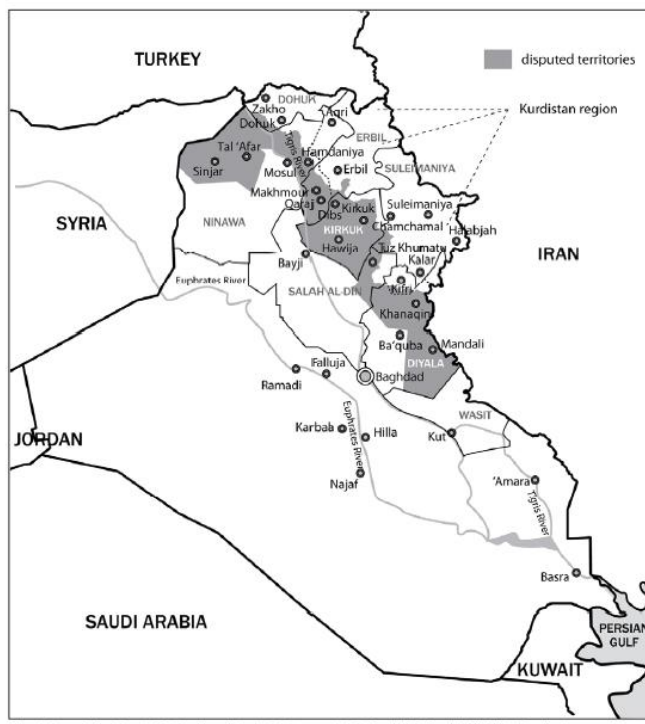 TURKEY
disputed territories
DOHUK
Zakho
Aqri
Kurdistan region
Dohuk
ERBIL
Tal ‘Afar
Tigris River
Hamdaniya
SULEIMANIYA
Sinjar
Mosul
Erbil
Makhmour
Qaraj
Suleimaniya
Dibs
Kirkuk
SYRIA
NINAWA
KIRKUK
Chamchamal
Halabjah
Hawija
Tuz Khumatu
IRAN
Bayji
Kalar
Euphrates River
SALAH AL-DIN
Kifri
Khanaqin
Ba‘quba
Mandali
Falluja
DIYALA
Ramadi
Baghdad
WASIT
Euphrates River
Karbala
Hilla
Kut
JORDAN
Najaf
‘Amara
Tigris River
Basra
SAUDI ARABIA
PERSIAN
GULF
KUWAIT